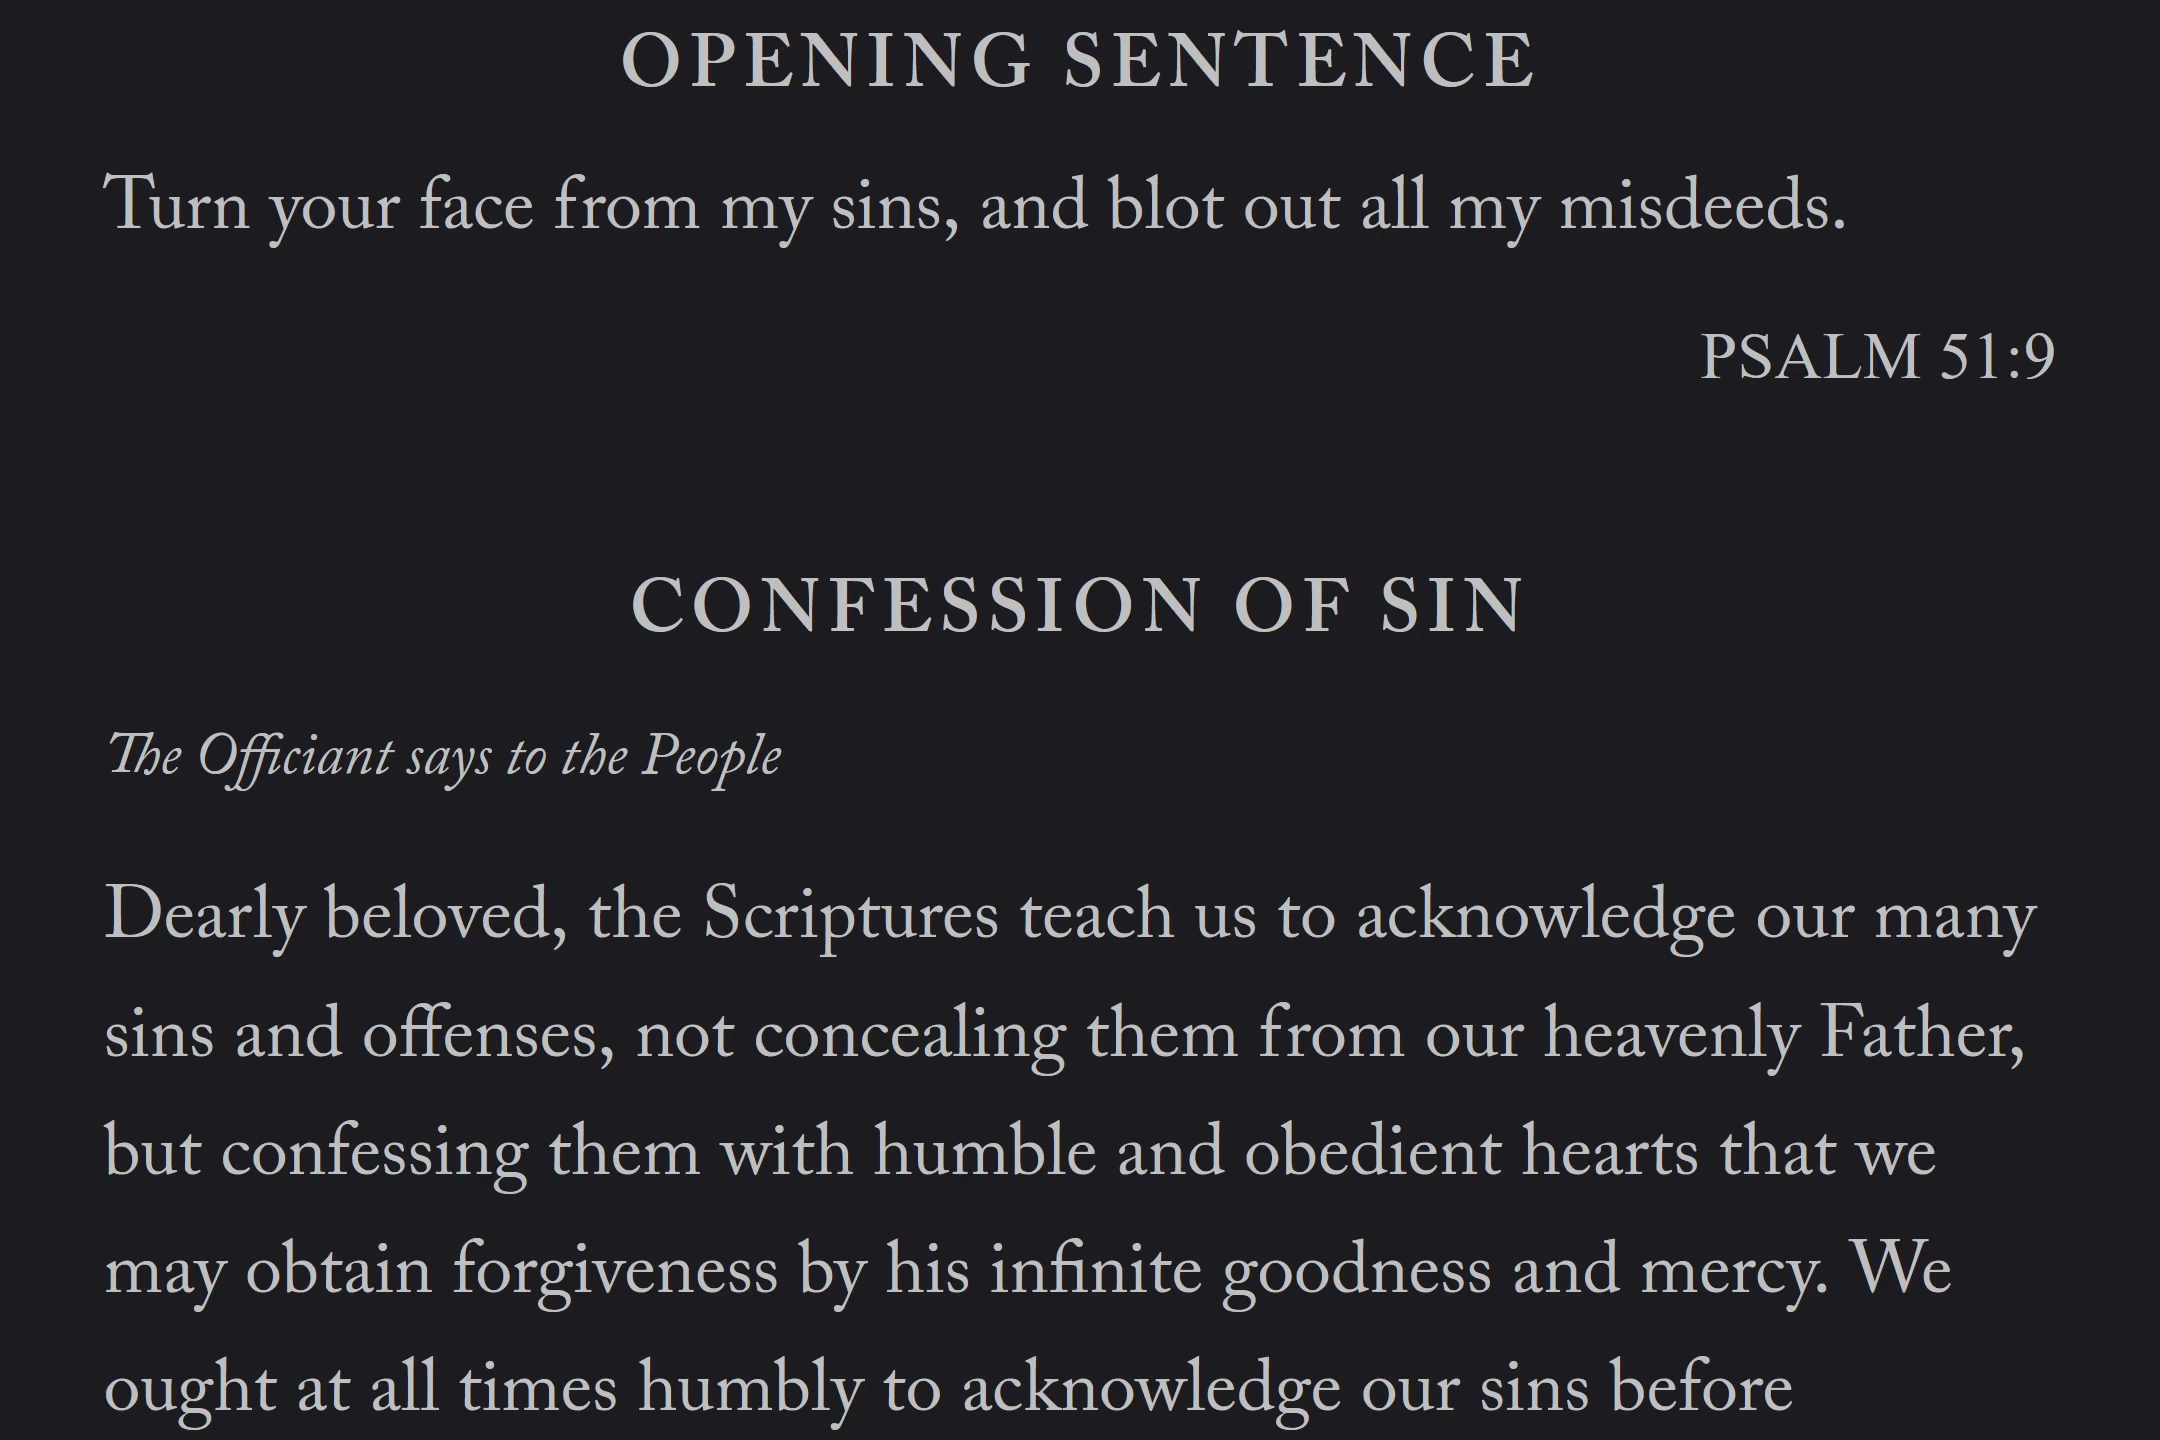 OPENING SENTENCE
Turn your face from my sins, and blot out all my misdeeds.
PSALM 51:9
CONFESSION OF SIN
The Officiant says to the People
Dearly beloved, the Scriptures teach us to acknowledge our many
sins and offenses, not concealing them from our heavenly Father,
but confessing them with humble and obedient hearts that we
may obtain forgiveness by his infinite goodness and mercy. We
ought at all times humbly to acknowledge our sins before